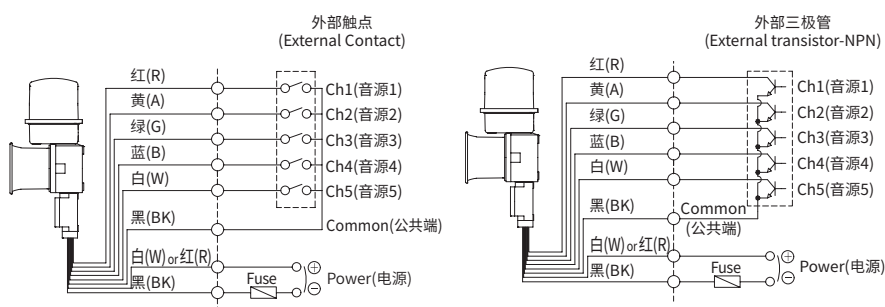 外部触点
(External Contact)
红(R)
Ch1(音源1)
黄(A)
Ch2(音源2)
绿(G)
Ch3(音源3)
蓝(B)
Ch4(音源4)
白(W)
Ch5(音源5)
黑(BK)
Common(公共端)
白(W)or红(R)
黑(BK)
Fuse
Power(电源)
外部三极管
(External transistor-NPN)
红(R)
Ch1(音源1)
黄(A)
Ch2(音源2)
绿(G)
Ch3(音源3)
蓝(B)
Ch4(音源4)
白(W)
Ch5(音源5)
黑(BK)
Common
(公共端)
白(W)or红(R)
黑(BK)
Fuse
Power(电源)